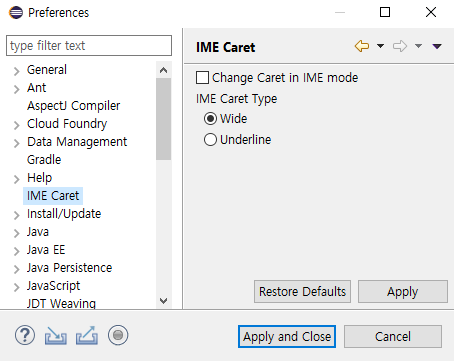 Preferences
type filter text
General
Ant
AspectJ Compiler
Cloud Foundry
Data Management
Gradle
Help
IME Caret
Install/Update
Java
Java EE
Java Persistence
JavaScript
JDT Weaving
IME Caret
Change Caret in IME mode
IME Caret Type
Wide
Underline
Restore Defaults
Apply
?
Apply and Close
Cancel